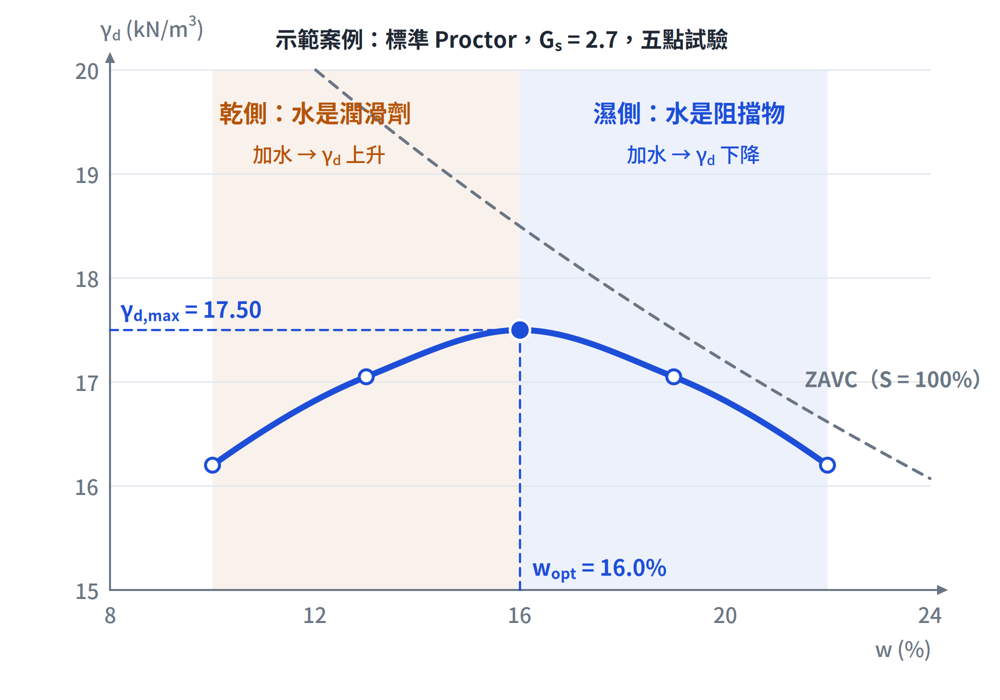 γd (kN/m³)
示範案例：標準 Proctor，Gs = 2.7，五點試驗
20
乾側：水是潤滑劑
濕側：水是阻擋物
加水 → γd 上升
加水 → γd 下降
19
18
γd,max = 17.50
17
ZAVC（S = 100%）
16
wopt = 16.0%
15
8
12
16
20
24
w (%)